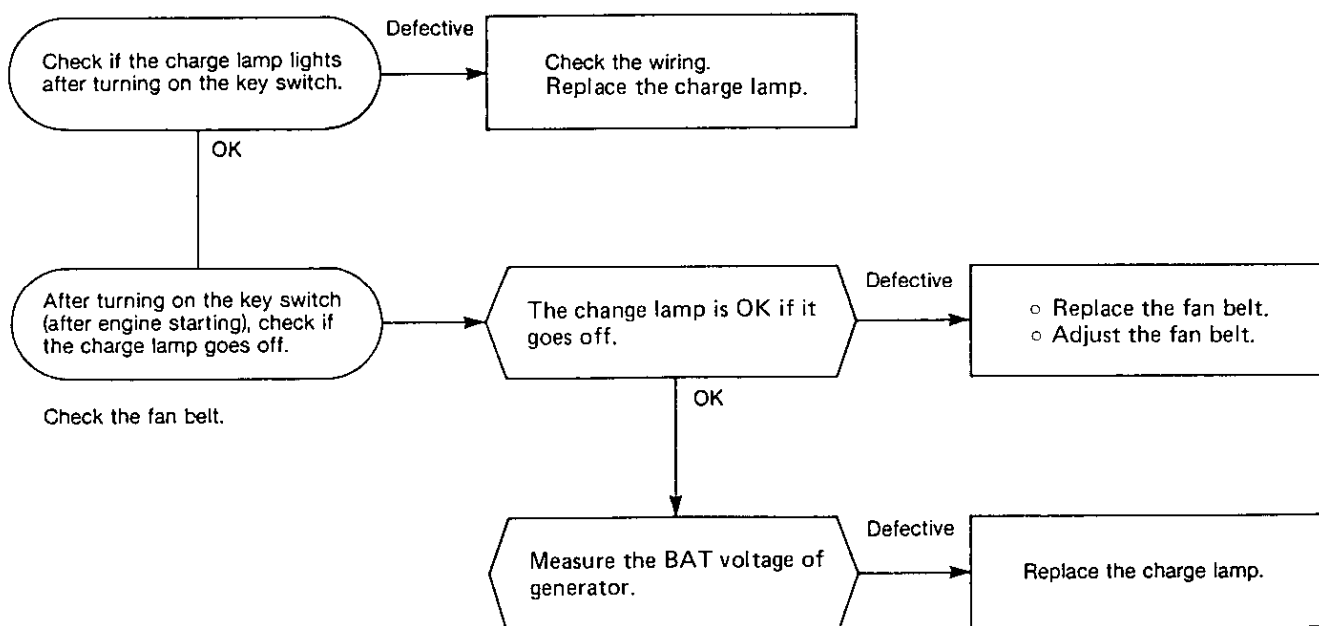 Check if the charge lamp lights
after turning on the key switch.
Defective
Check the wiring.
Replace the charge lamp.
OK
After turning on the key switch
(after engine starting), check if
the charge lamp goes off.
Check the fan belt.
The change lamp is OK if it
goes off.
Defective
○ Replace the fan belt.
○ Adjust the fan belt.
OK
Measure the BAT voltage of
generator.
Defective
Replace the charge lamp.